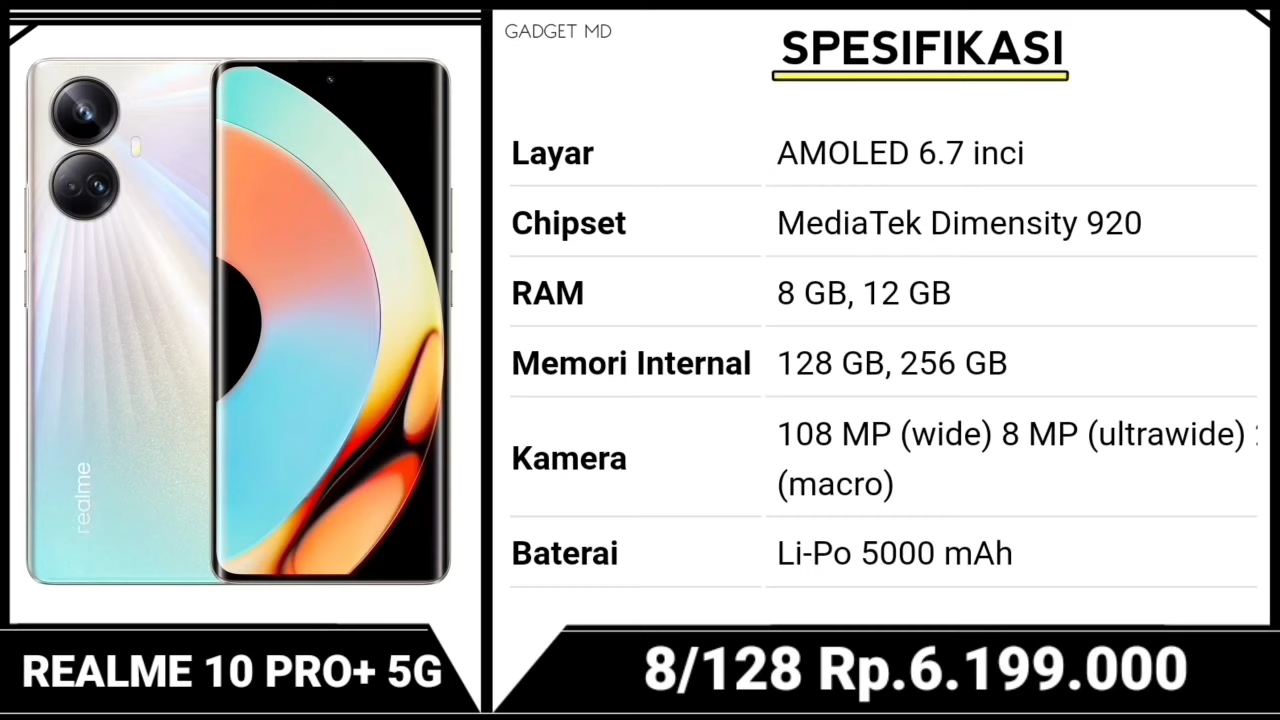 GADGET MD
SPESIFIKASI
Layar AMOLED 6.7 inci
Chipset MediaTek Dimensity 920
RAM 8 GB, 12 GB
Memori Internal 128 GB, 256 GB
Kamera 108 MP (wide) 8 MP (ultrawide)
(macro)
Baterai Li-Po 5000 mAh
realme
REALME 10 PRO+ 5G
8/128 Rp.6.199.000